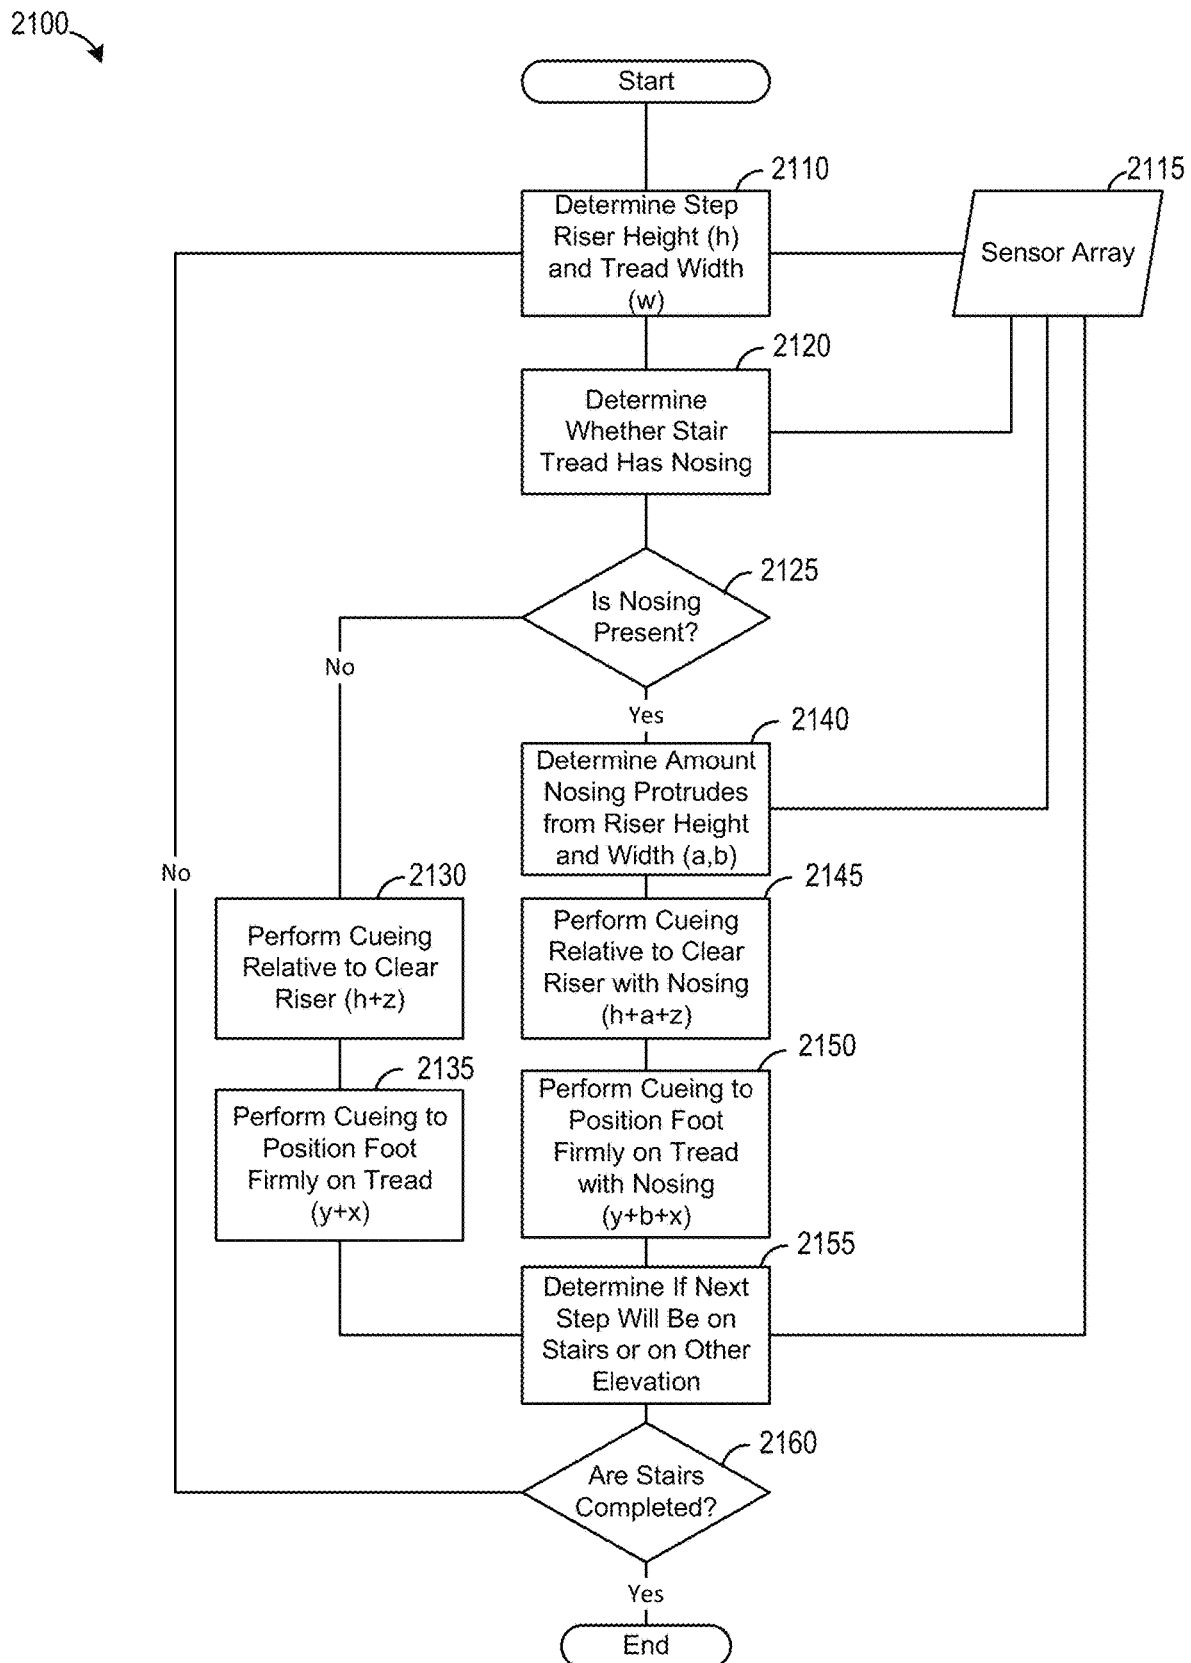 2100
Start
2110
2115
Determine Step
Riser Height (h)
and Tread Width
(w)
Sensor Array
2120
Determine
Whether Stair
Tread Has Nosing
2125
Is Nosing
Present?
No
Yes
2140
Determine Amount
Nosing Protrudes
from Riser Height
and Width (a,b)
No
2130
Perform Cueing
Relative to Clear
Riser (h+z)
2145
Perform Cueing
Relative to Clear
Riser with Nosing
(h+a+z)
2135
Perform Cueing to
Position Foot
Firmly on Tread
(y+x)
2150
Perform Cueing to
Position Foot
Firmly on Tread
with Nosing
(y+b+x)
2155
Determine If Next
Step Will Be on
Stairs or on Other
Elevation
2160
Are Stairs
Completed?
Yes
End